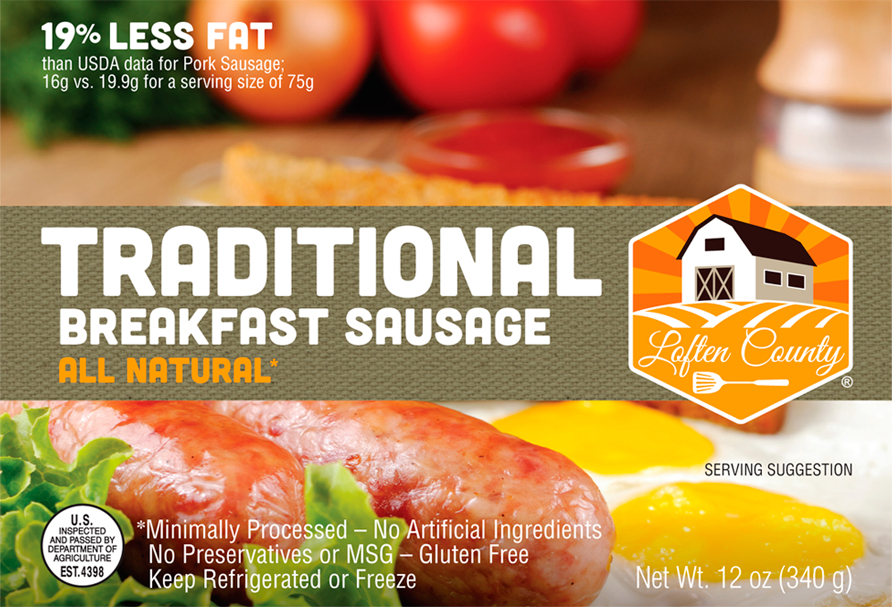 19% LESS FAT
than USDA data for Pork Sausage;
16g vs. 19.9g for a serving size of 75g
TRADITIONAL
BREAKFAST SAUSAGE
ALL NATURAL*
Loften County
®
SERVING SUGGESTION
U.S.
INSPECTED
AND PASSED BY
DEPARTMENT OF
AGRICULTURE
EST. 4398
*Minimally Processed – No Artificial Ingredients
No Preservatives or MSG – Gluten Free
Keep Refrigerated or Freeze
Net Wt. 12 oz (340 g)